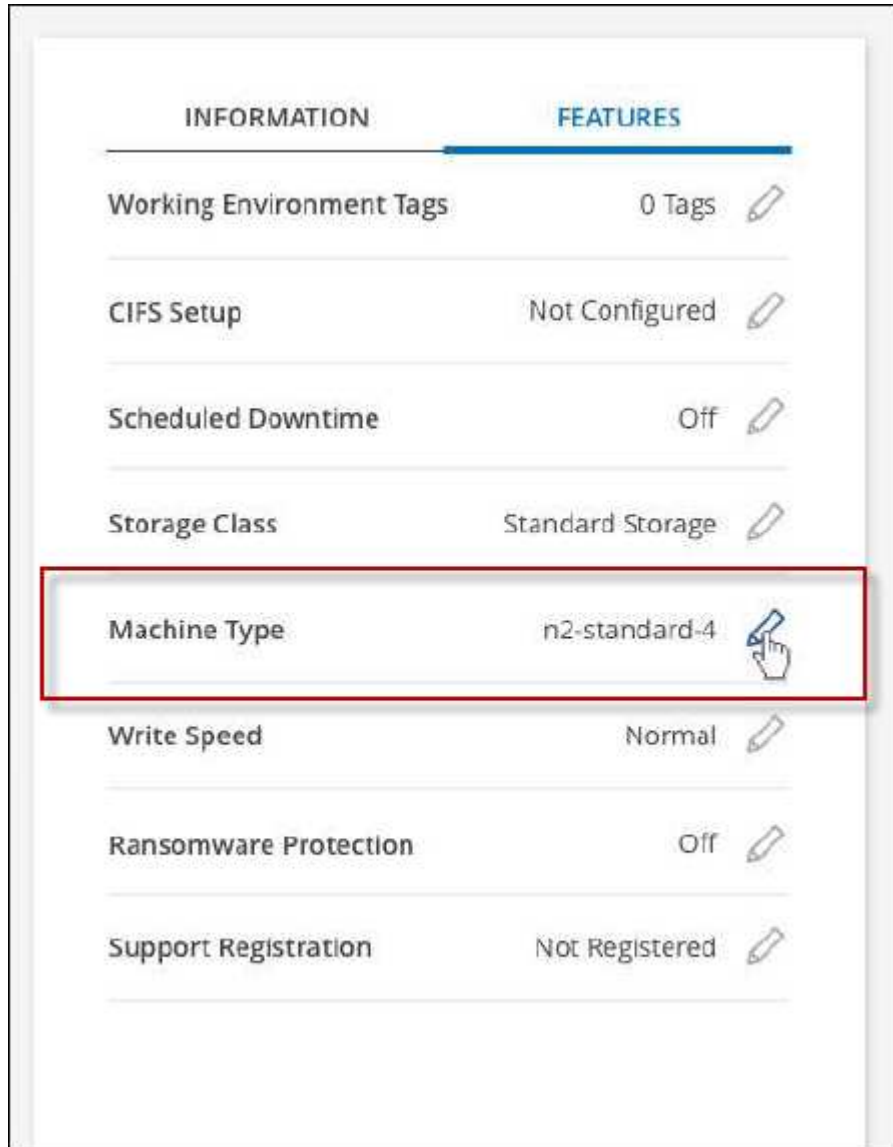 INFORMATION FEATURES
Working Environment Tags 0 Tags
CIFS Setup Not Configured
Scheduled Downtime Off
Storage Class Standard Storage
Machine Type n2-standard-4
Write Speed Normal
Ransomware Protection Off
Support Registration Not Registered